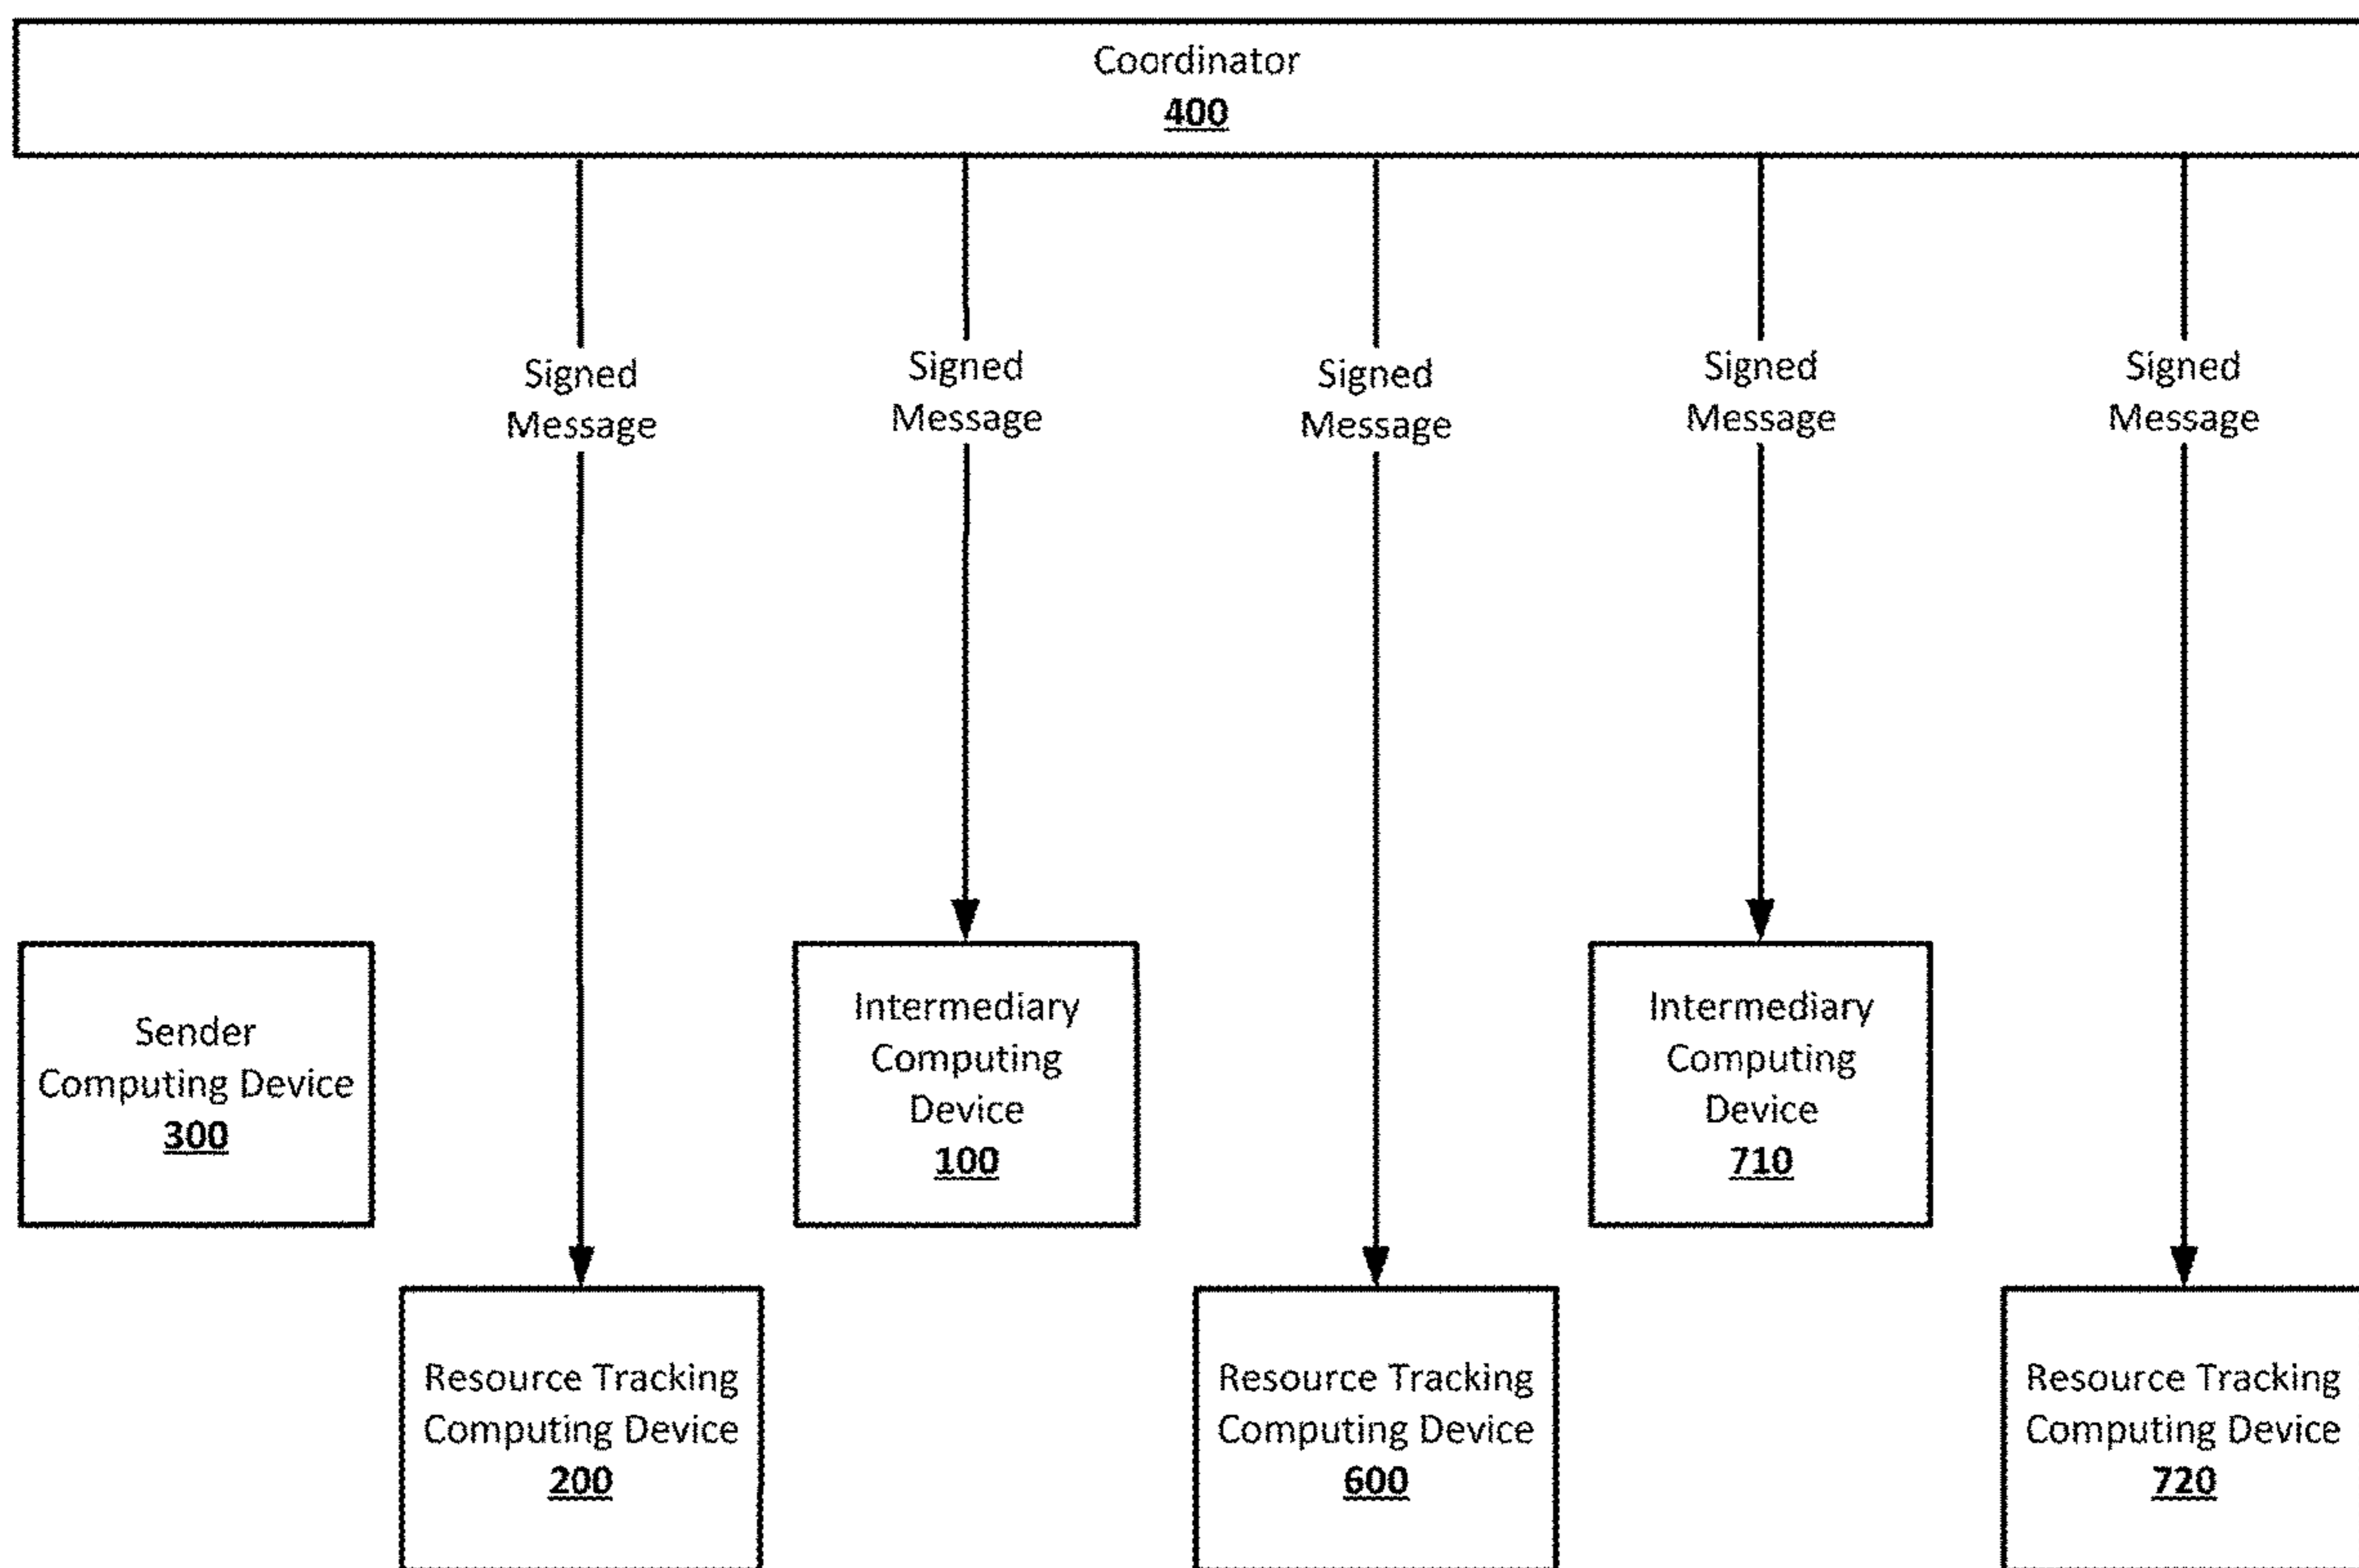 Coordinator
400
Signed
Message
Signed
Message
Signed
Message
Signed
Message
Signed
Message
Sender
Computing Device
300
Intermediary
Computing
Device
100
Intermediary
Computing
Device
710
Resource Tracking
Computing Device
200
Resource Tracking
Computing Device
600
Resource Tracking
Computing Device
720